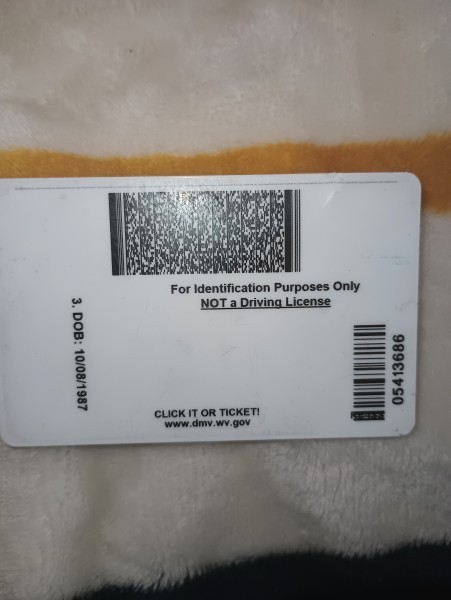 For Identification Purposes Only
NOT a Driving License
3. DOB: 10/08/1987
05413686
CLICK IT OR TICKET!
www.dmv.wv.gov